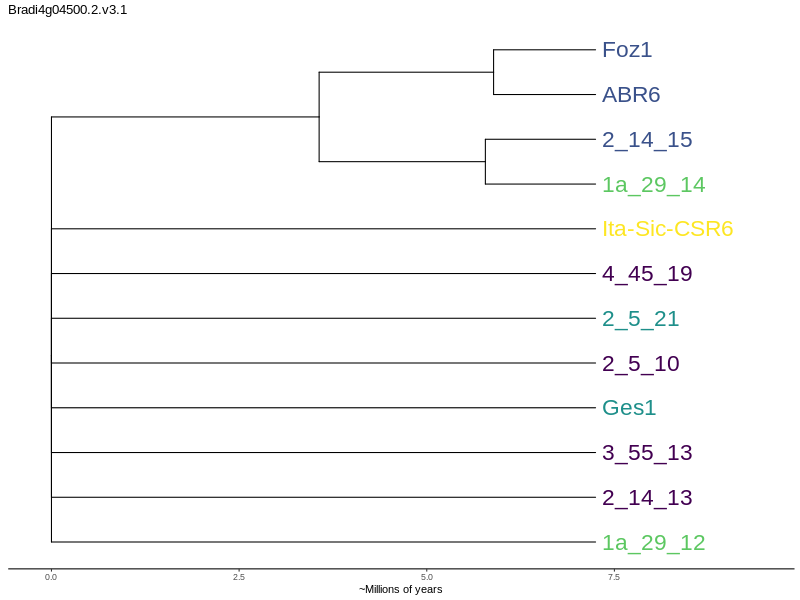 Bradi4g04500.2.v3.1
Foz1
ABR6
2_14_15
1a_29_14
Ita-Sic-CSR6
4_45_19
2_5_21
2_5_10
Ges1
3_55_13
2_14_13
1a_29_12
0.0 2.5 5.0 7.5
~Millions of years